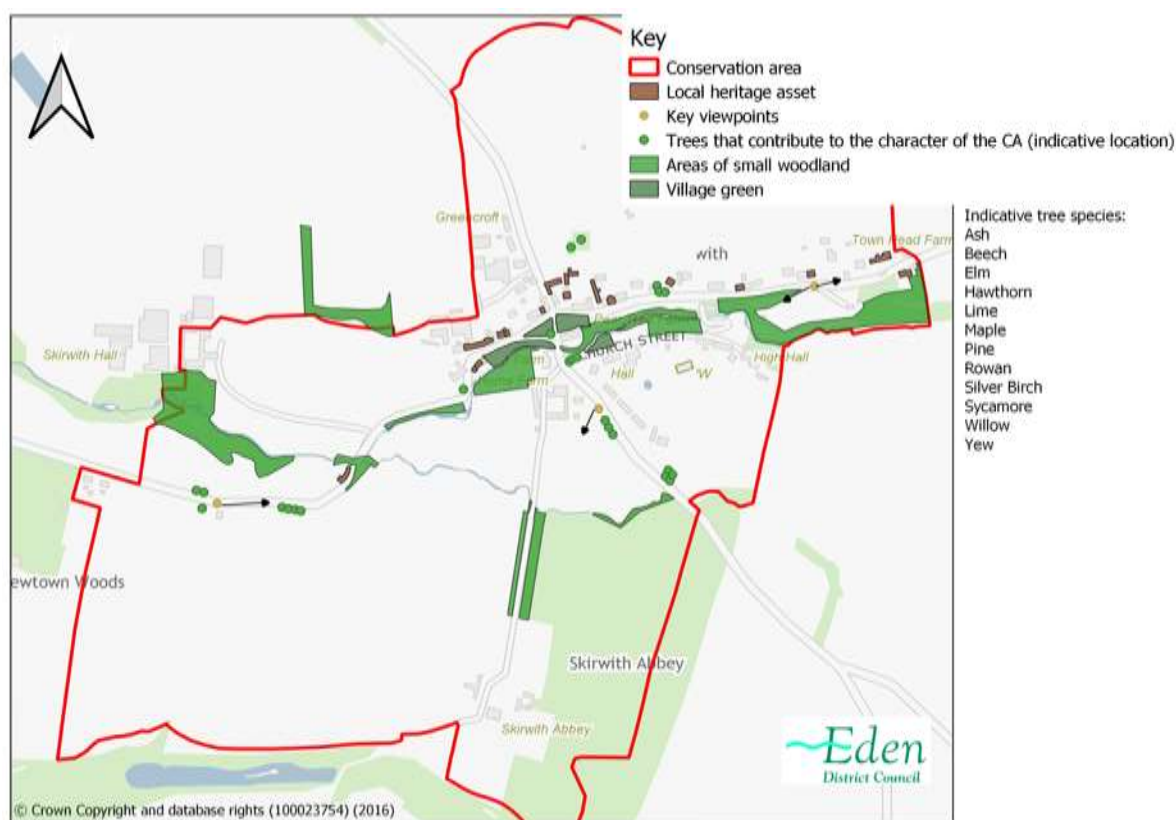 Key
Conservation area
Local heritage asset
Key viewpoints
Trees that contribute to the character of the CA (indicative location)
Areas of small woodland
Village green
Indicative tree species:
Ash
Beech
Elm
Hawthorn
Lime
Maple
Pine
Rowan
Silver Birch
Sycamore
Willow
Yew
Greencroft
Town Head Farm
with
Skirwith Hall
CHURCH STREET
High Hall
Hall
Farm
'W
ewtown Woods
Skirwith Abbey
Skirwith Abbey
Eden
District Council
© Crown Copyright and database rights (100023754) (2016)